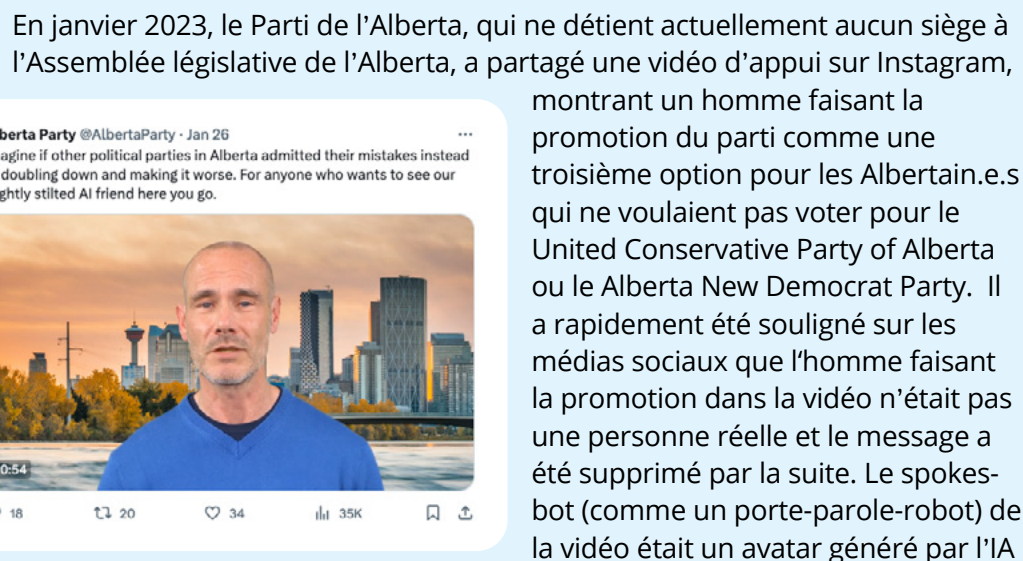 En janvier 2023, le Parti de l’Alberta, qui ne détient actuellement aucun siège à
l’Assemblée législative de l’Alberta, a partagé une vidéo d’appui sur Instagram,
montrant un homme faisant la
promotion du parti comme une
troisième option pour les Albertain.e.s
qui ne voulaient pas voter pour le
United Conservative Party of Alberta
ou le Alberta New Democrat Party.  Il
a rapidement été souligné sur les
médias sociaux que l‘homme faisant
la promotion dans la vidéo n’était pas
une personne réelle et le message a
été supprimé par la suite. Le spokes-
bot (comme un porte-parole-robot) de
la vidéo était un avatar généré par l’IA
berta Party @AlbertaParty · Jan 26
agine if other political parties in Alberta admitted their mistakes instead
doubling down and making it worse. For anyone who wants to see our
ghtly stilted AI friend here you go.
0:54
18 20 34 35K